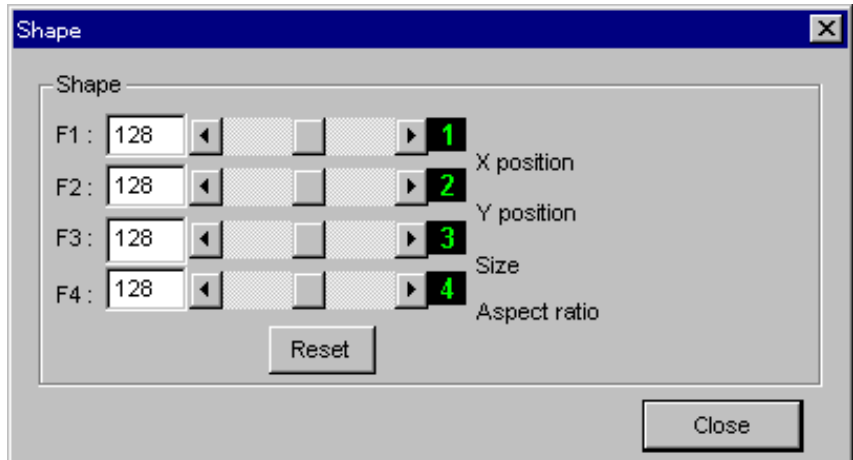 Shape
Shape
F1 : 128 1
X position
F2 : 128 2
Y position
F3 : 128 3
Size
F4 : 128 4
Aspect ratio
Reset
Close